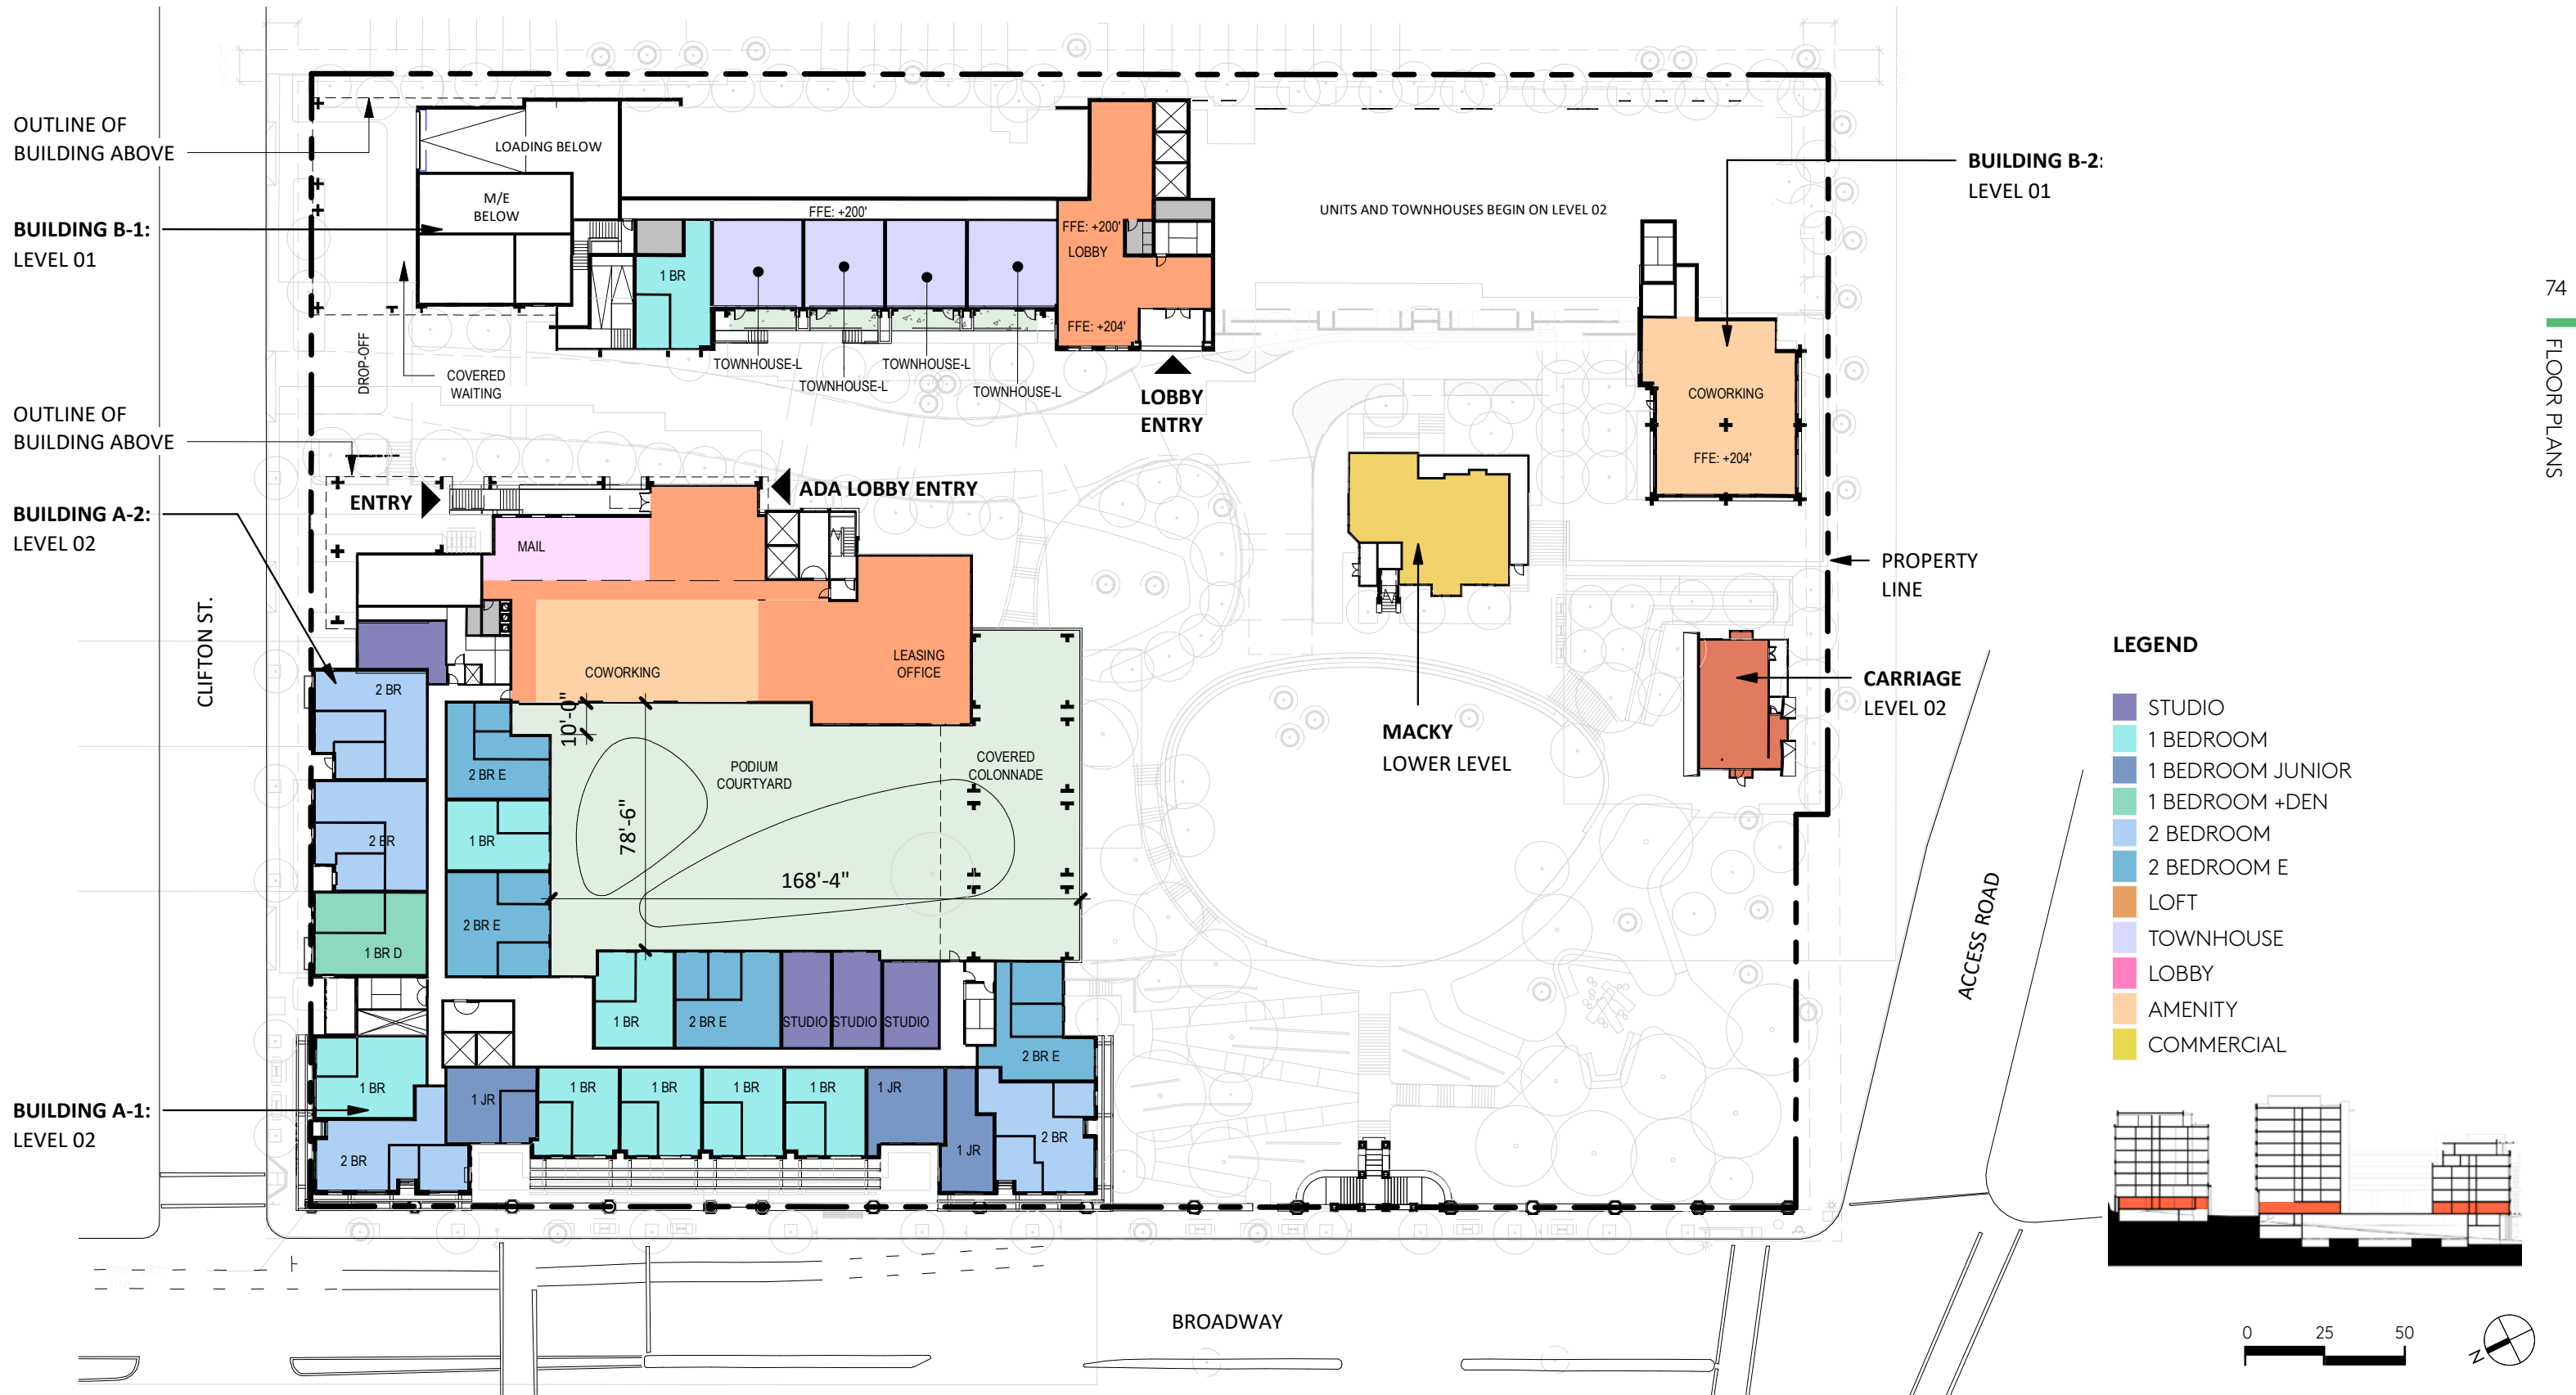 OUTLINE OF
BUILDING ABOVE
BUILDING B-1:
LEVEL 01
OUTLINE OF
BUILDING ABOVE
BUILDING A-2:
LEVEL 02
BUILDING A-1:
LEVEL 02
CLIFTON ST.
LOADING BELOW
M/E
BELOW
DROP-OFF
COVERED
WAITING
FFE: +200'
1 BR
TOWNHOUSE-L
TOWNHOUSE-L
TOWNHOUSE-L
TOWNHOUSE-L
FFE: +200'
LOBBY
FFE: +204'
LOBBY
ENTRY
UNITS AND TOWNHOUSES BEGIN ON LEVEL 02
BUILDING B-2:
LEVEL 01
COWORKING
FFE: +204'
ENTRY
ADA LOBBY ENTRY
MAIL
COWORKING
LEASING
OFFICE
10'-0"
78'-6"
168'-4"
PODIUM
COURTYARD
COVERED
COLONNADE
2 BR
2 BR E
2 BR
1 BR
2 BR E
1 BR D
1 BR
2 BR E
STUDIO
STUDIO
STUDIO
2 BR E
1 BR
1 JR
1 BR
1 BR
1 BR
1 BR
1 JR
1 JR
2 BR
2 BR
MACKY
LOWER LEVEL
PROPERTY
LINE
CARRIAGE
LEVEL 02
ACCESS ROAD
BROADWAY
PROPERTY
LINE
LEGEND
STUDIO
1 BEDROOM
1 BEDROOM JUNIOR
1 BEDROOM +DEN
2 BEDROOM
2 BEDROOM E
LOFT
TOWNHOUSE
LOBBY
AMENITY
COMMERCIAL
0 25 50
N
74
FLOOR PLANS